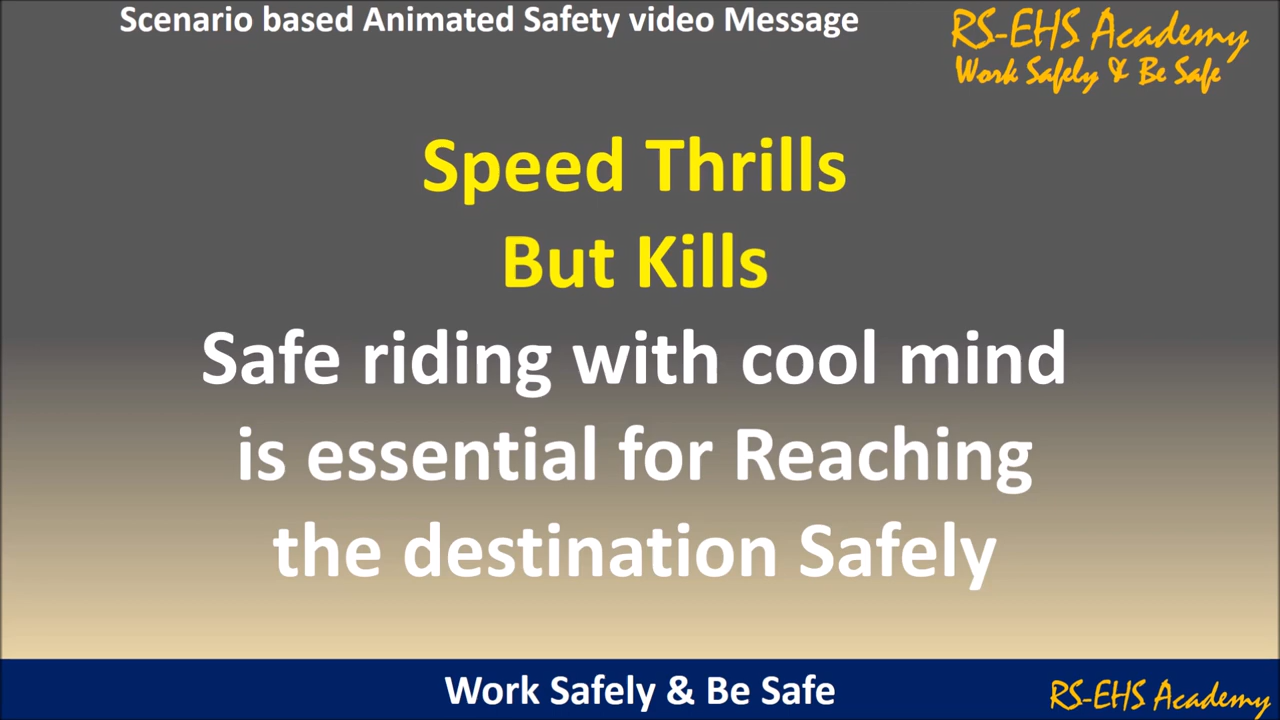 Scenario based Animated Safety video Message
RS-EHS Academy
Work Safely & Be Safe
Speed Thrills
But Kills
Safe riding with cool mind
is essential for Reaching
the destination Safely
Work Safely & Be Safe
RS-EHS Academy